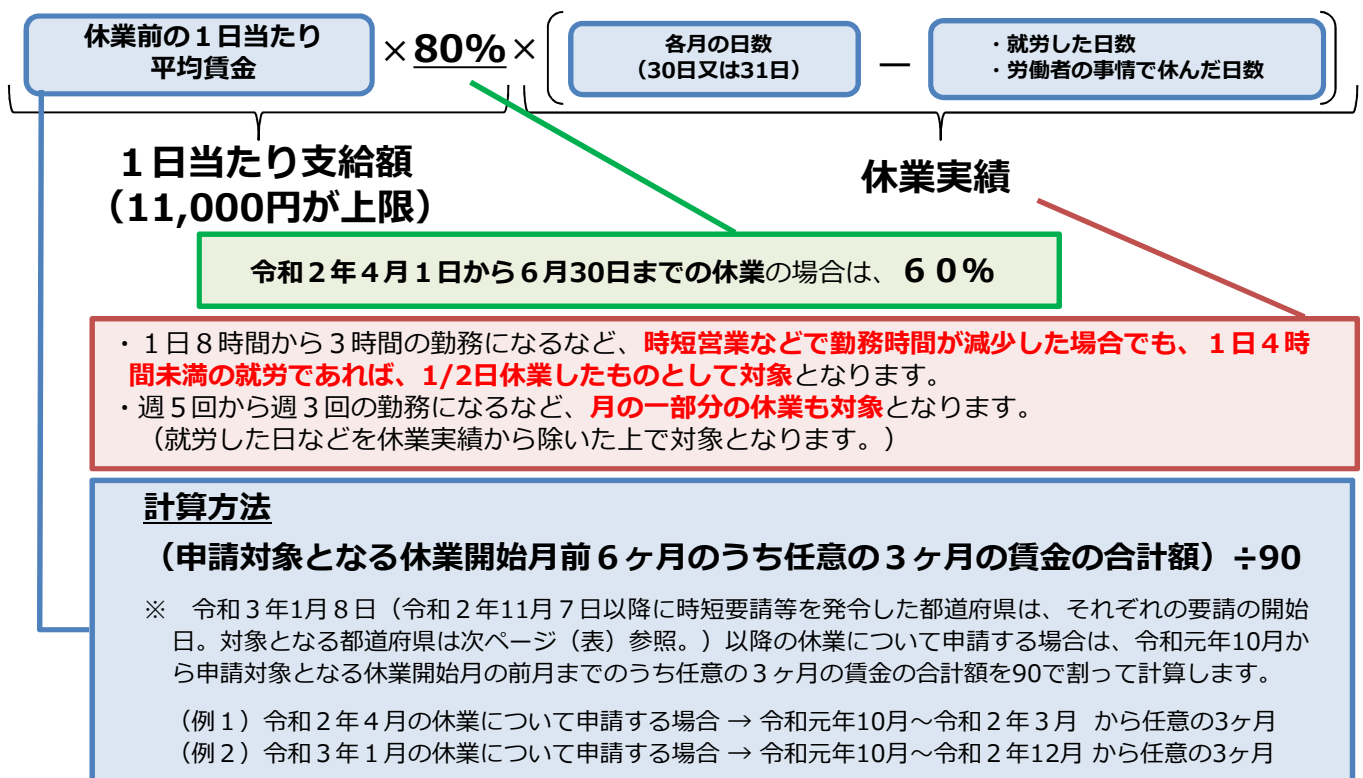 休業前の１日当たり
平均賃金
×80%×
各月の日数
（30日又は31日）
－
・就労した日数
・労働者の事情で休んだ日数
１日当たり支給額
（11,000円が上限）
休業実績
令和２年４月１日から６月30日までの休業の場合は、６０％
・１日８時間から３時間の勤務になるなど、時短営業などで勤務時間が減少した場合でも、１日４時
間未満の就労であれば、1/2日休業したものとして対象となります。
・週５回から週３回の勤務になるなど、月の一部分の休業も対象となります。
（就労した日などを休業実績から除いた上で対象となります。）
計算方法
（申請対象となる休業開始月前６ヶ月のうち任意の３ヶ月の賃金の合計額）÷90
※　令和３年1月８日（令和２年11月７日以降に時短要請等を発令した都道府県は、それぞれの要請の開始
日。対象となる都道府県は次ページ（表）参照。）以降の休業について申請する場合は、令和元年10月か
ら申請対象となる休業開始月の前月までのうち任意の３ヶ月の賃金の合計額を90で割って計算します。
（例１）令和２年４月の休業について申請する場合 → 令和元年10月～令和２年３月 から任意の3ヶ月
（例２）令和３年１月の休業について申請する場合 → 令和元年10月～令和２年12月 から任意の3ヶ月